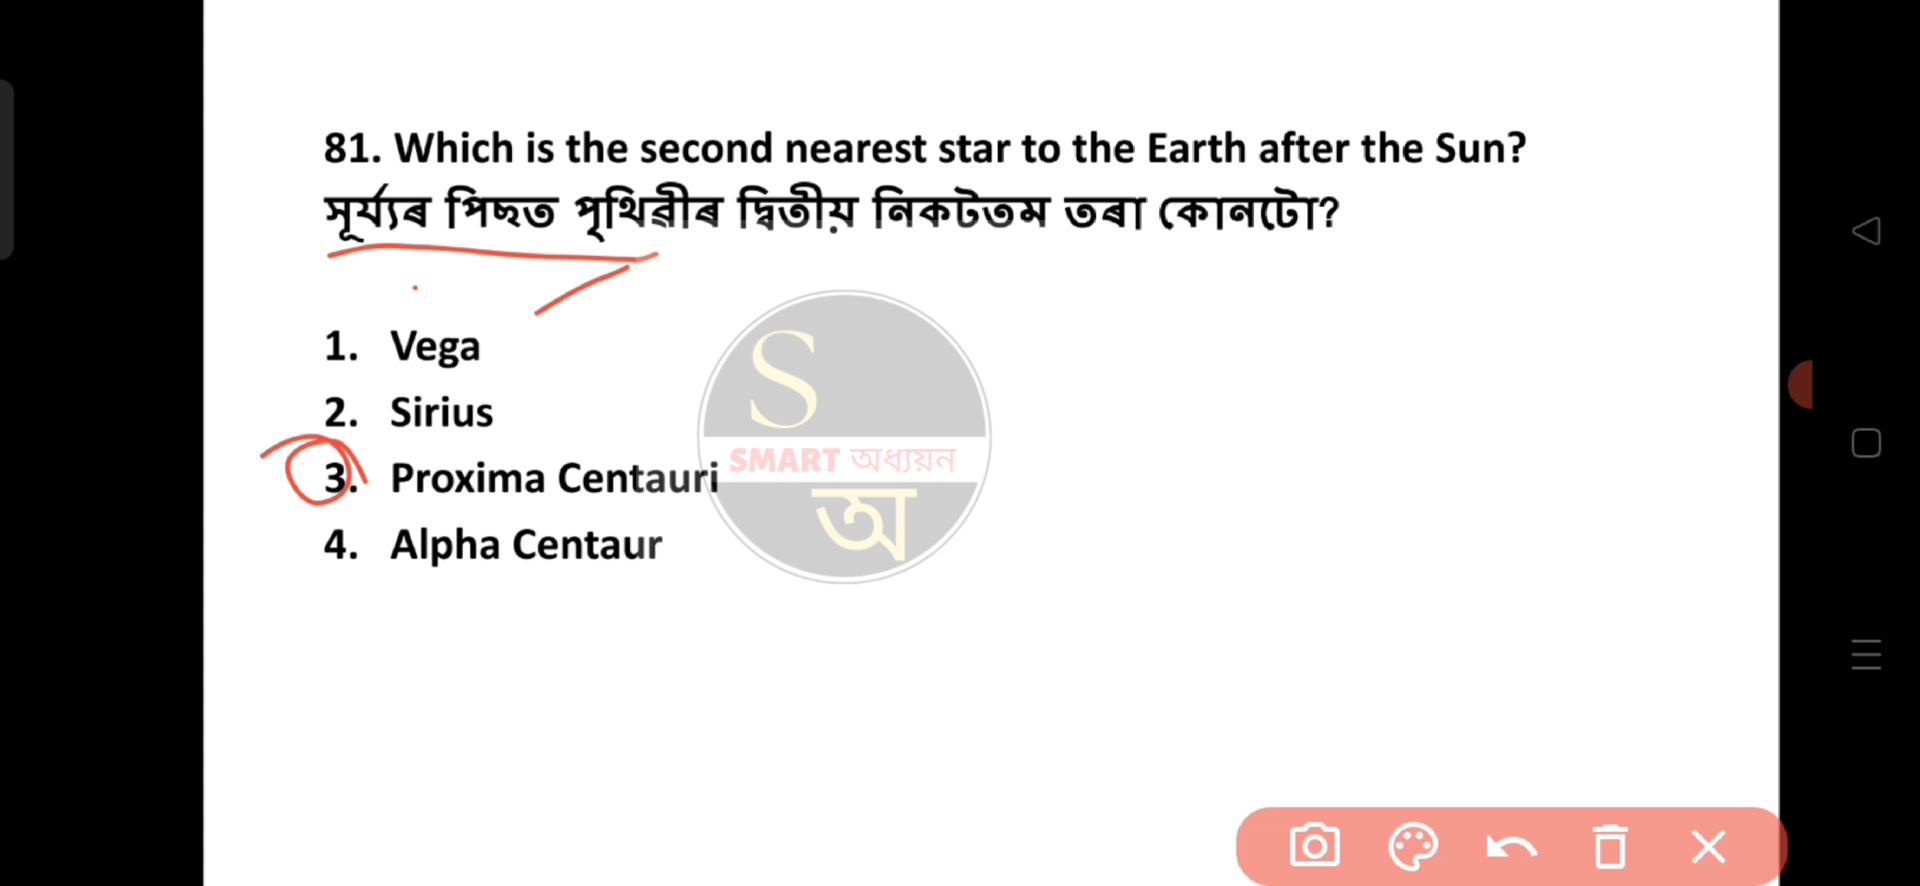 81. Which is the second nearest star to the Earth after the Sun?
সূৰ্য্যৰ পিছত পৃথিৱীৰ দ্বিতীয় নিকটতম তৰা কোনটো?
1. Vega
2. Sirius
3. Proxima Centauri
4. Alpha Centaur
S
SMART অধ্যয়ন
অ